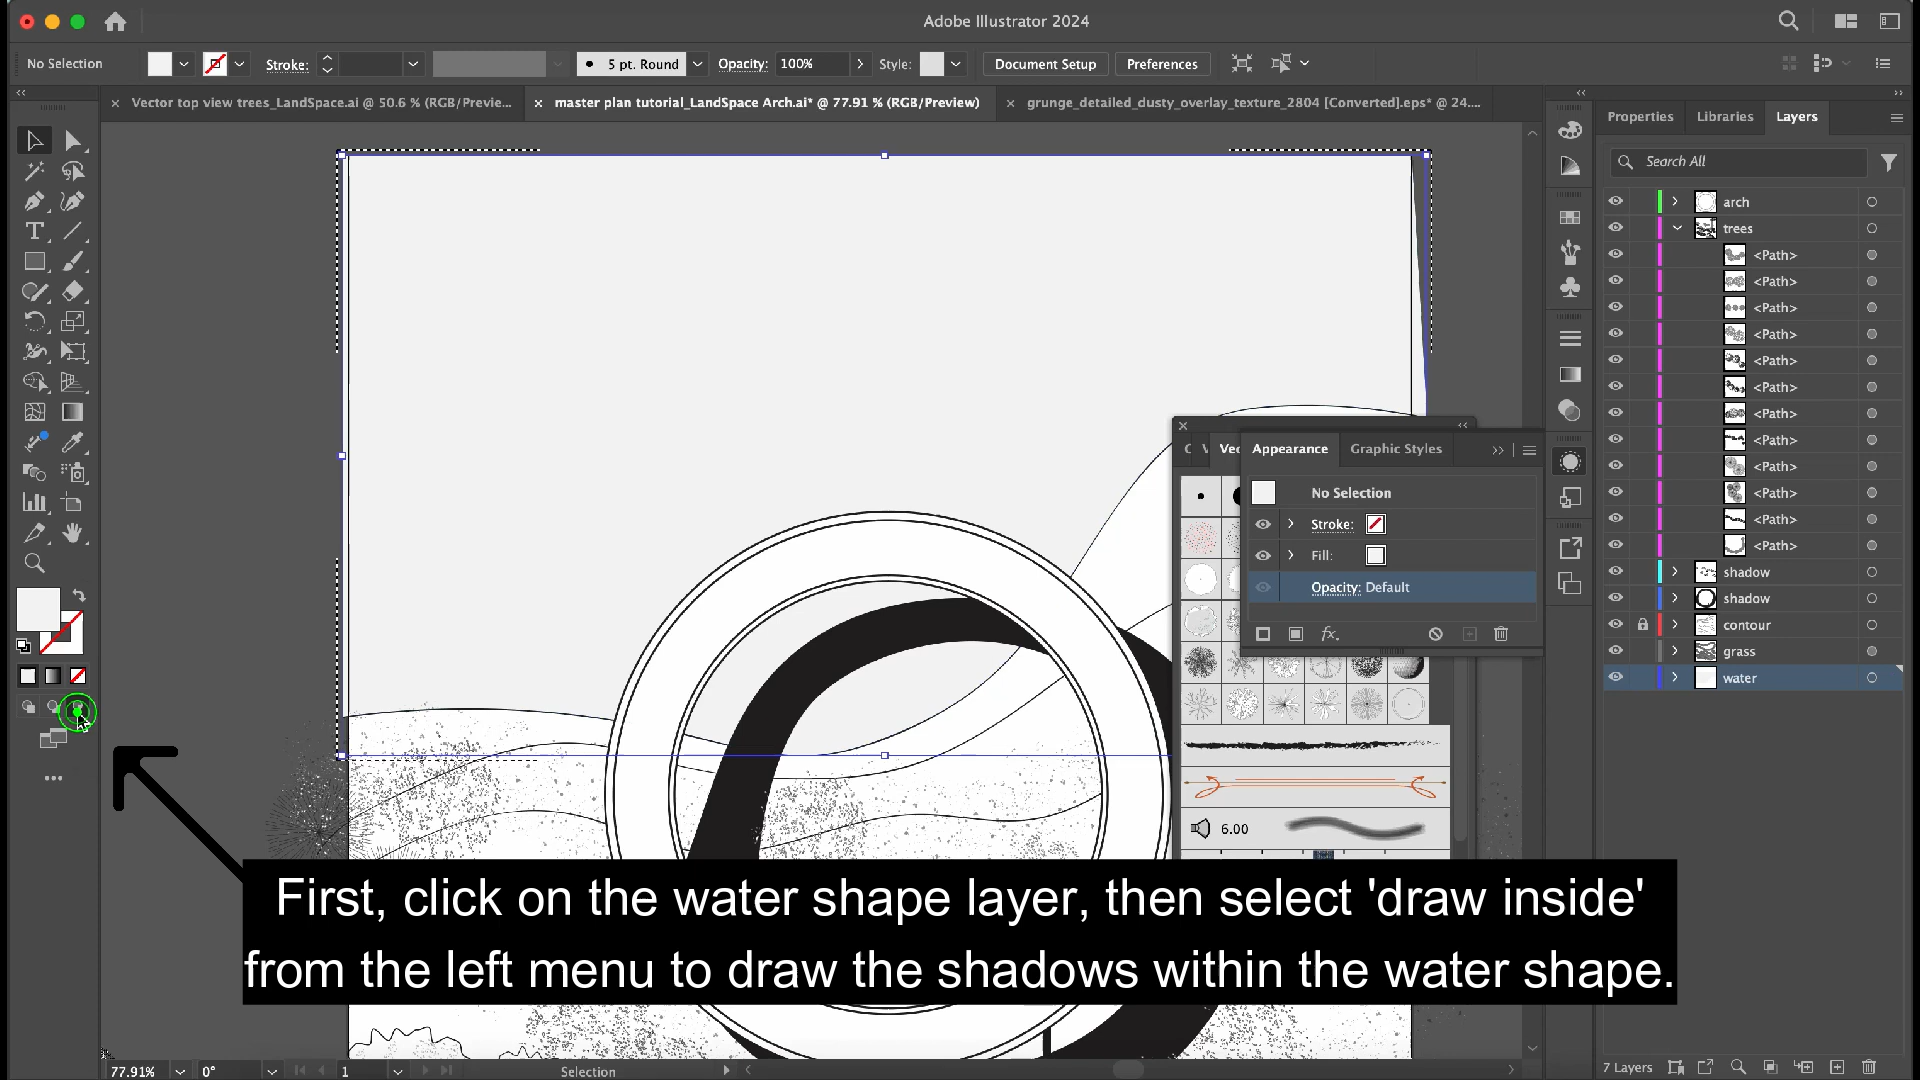 Adobe Illustrator 2024
No Selection
Stroke:
5 pt. Round
Opacity: 100%
Style:
Document Setup
Preferences
Vector top view trees_LandSpace.ai @ 50.6 % (RGB/Previe...
master plan tutorial_LandSpace Arch.ai* @ 77.91 % (RGB/Preview)
grunge_detailed_dusty_overlay_texture_2804 [Converted].eps* @ 24....
Properties
Libraries
Layers
Search All
arch
trees
<Path>
<Path>
<Path>
<Path>
<Path>
<Path>
<Path>
<Path>
<Path>
<Path>
<Path>
<Path>
shadow
shadow
contour
grass
water
Appearance
Graphic Styles
No Selection
Stroke:
Fill:
Opacity: Default
fx.
6.00
First, click on the water shape layer, then select 'draw inside'
from the left menu to draw the shadows within the water shape.
77.91%
0°
1
Selection
7 Layers